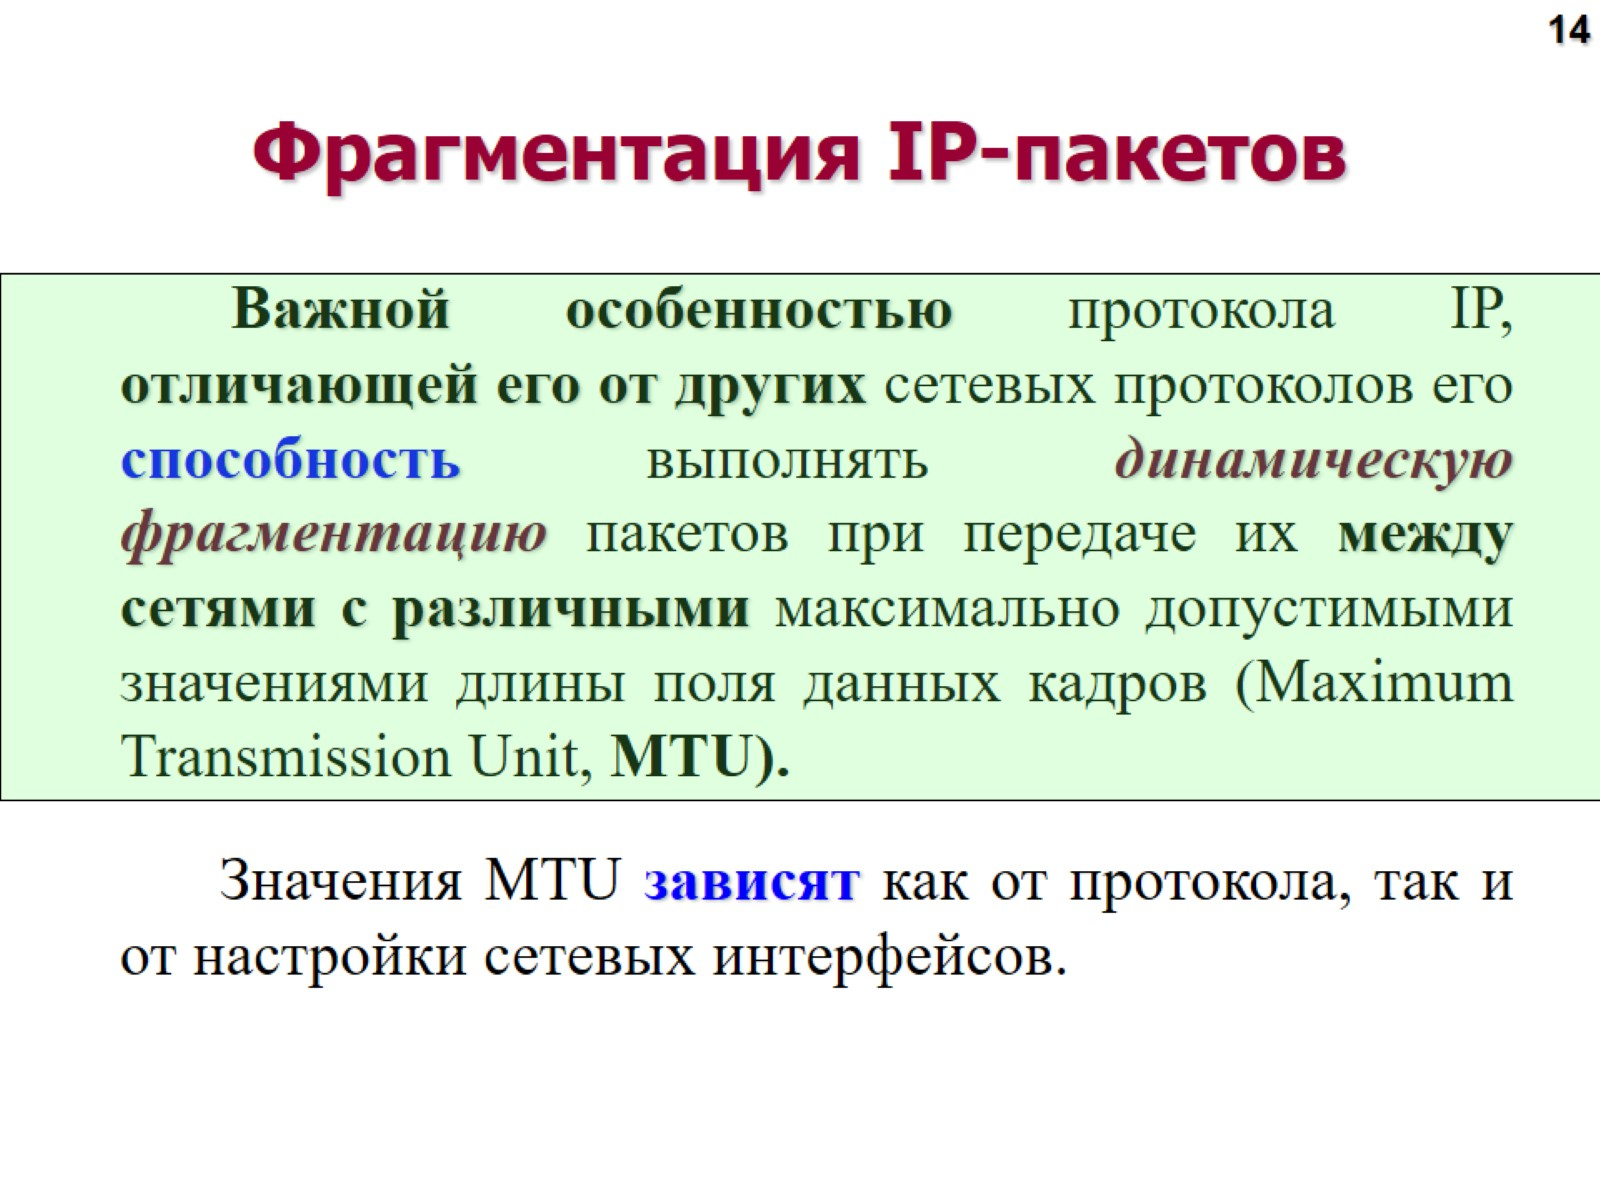 14
Фрагментация IP-пакетов
Важной особенностью протокола IP,
отличающей его от других сетевых протоколов его
способность выполнять динамическую
фрагментацию пакетов при передаче их между
сетями с различными максимально допустимыми
значениями длины поля данных кадров (Maximum
Transmission Unit, MTU).
Значения MTU зависят как от протокола, так и
от настройки сетевых интерфейсов.